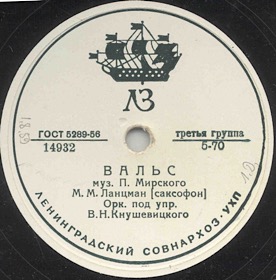 ЛЗ
ГОСТ 5289-56
третья группа
14932
5-70
ВАЛЬС
муз. П. Мирского
М. М. Ланцман [саксофон]
Орк. под упр.
В. Н. Кнушевицкого
ЛЕНИНГРАДСКИЙ СОВНАРХОЗ·УХП